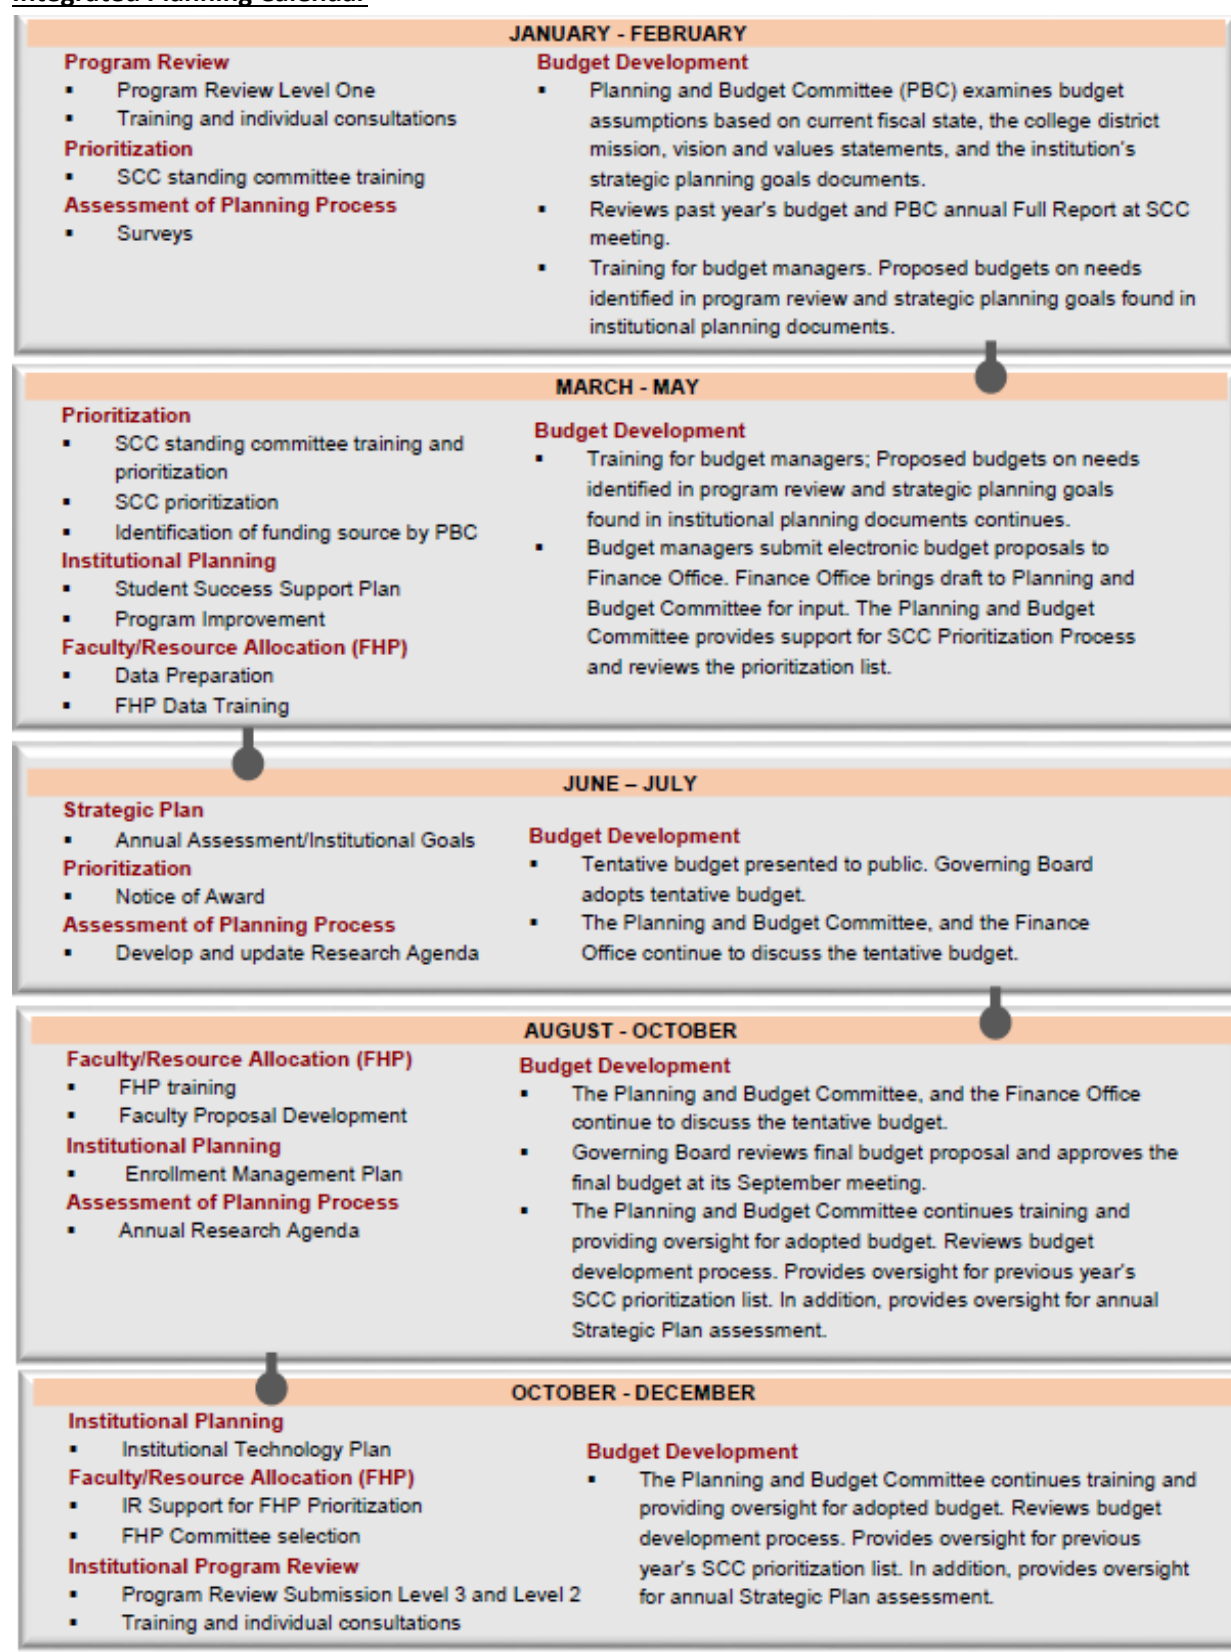 Integrated Planning Calendar
JANUARY - FEBRUARY
Program Review
▪ Program Review Level One
▪ Training and individual consultations
Prioritization
▪ SCC standing committee training
Assessment of Planning Process
▪ Surveys
Budget Development
▪ Planning and Budget Committee (PBC) examines budget
assumptions based on current fiscal state, the college district
mission, vision and values statements, and the institution's
strategic planning goals documents.
▪ Reviews past year's budget and PBC annual Full Report at SCC
meeting.
▪ Training for budget managers. Proposed budgets on needs
identified in program review and strategic planning goals found in
institutional planning documents.
MARCH - MAY
Prioritization
▪ SCC standing committee training and
prioritization
▪ SCC prioritization
▪ Identification of funding source by PBC
Institutional Planning
▪ Student Success Support Plan
▪ Program Improvement
Faculty/Resource Allocation (FHP)
▪ Data Preparation
▪ FHP Data Training
Budget Development
▪ Training for budget managers; Proposed budgets on needs
identified in program review and strategic planning goals
found in institutional planning documents continues.
▪ Budget managers submit electronic budget proposals to
Finance Office. Finance Office brings draft to Planning and
Budget Committee for input. The Planning and Budget
Committee provides support for SCC Prioritization Process
and reviews the prioritization list.
JUNE – JULY
Strategic Plan
▪ Annual Assessment/Institutional Goals
Prioritization
▪ Notice of Award
Assessment of Planning Process
▪ Develop and update Research Agenda
Budget Development
▪ Tentative budget presented to public. Governing Board
adopts tentative budget.
▪ The Planning and Budget Committee, and the Finance
Office continue to discuss the tentative budget.
AUGUST - OCTOBER
Faculty/Resource Allocation (FHP)
▪ FHP training
▪ Faculty Proposal Development
Institutional Planning
▪ Enrollment Management Plan
Assessment of Planning Process
▪ Annual Research Agenda
Budget Development
▪ The Planning and Budget Committee, and the Finance Office
continue to discuss the tentative budget.
▪ Governing Board reviews final budget proposal and approves the
final budget at its September meeting.
▪ The Planning and Budget Committee continues training and
providing oversight for adopted budget. Reviews budget
development process. Provides oversight for previous year's
SCC prioritization list. In addition, provides oversight for annual
Strategic Plan assessment.
OCTOBER - DECEMBER
Institutional Planning
▪ Institutional Technology Plan
Faculty/Resource Allocation (FHP)
▪ IR Support for FHP Prioritization
▪ FHP Committee selection
Institutional Program Review
▪ Program Review Submission Level 3 and Level 2
▪ Training and individual consultations
Budget Development
▪ The Planning and Budget Committee continues training and
providing oversight for adopted budget. Reviews budget
development process. Provides oversight for previous
year's SCC prioritization list. In addition, provides oversight
for annual Strategic Plan assessment.